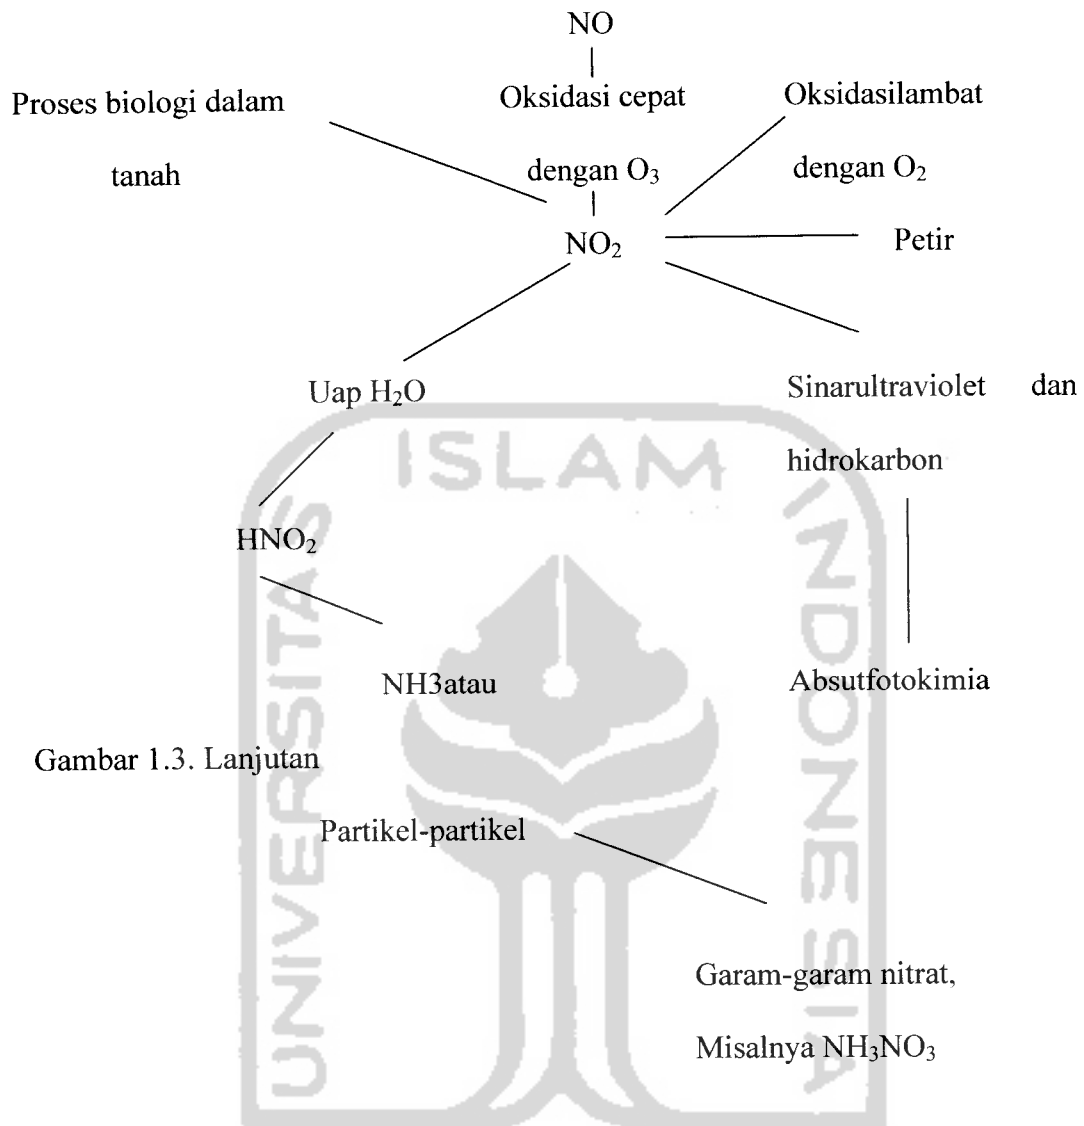 NO
Proses biologi dalam
tanah
Oksidasi cepat
dengan O₃
Oksidasilambat
dengan O₂
NO₂
Petir
Uap H₂O
Sinarultraviolet dan
hidrokarbon
HNO₂
NH3atau
Absutfotokimia
Gambar 1.3. Lanjutan
Partikel-partikel
Garam-garam nitrat,
Misalnya NH₃NO₃
UNIVERSITAS
ISLAM
INDONESIA